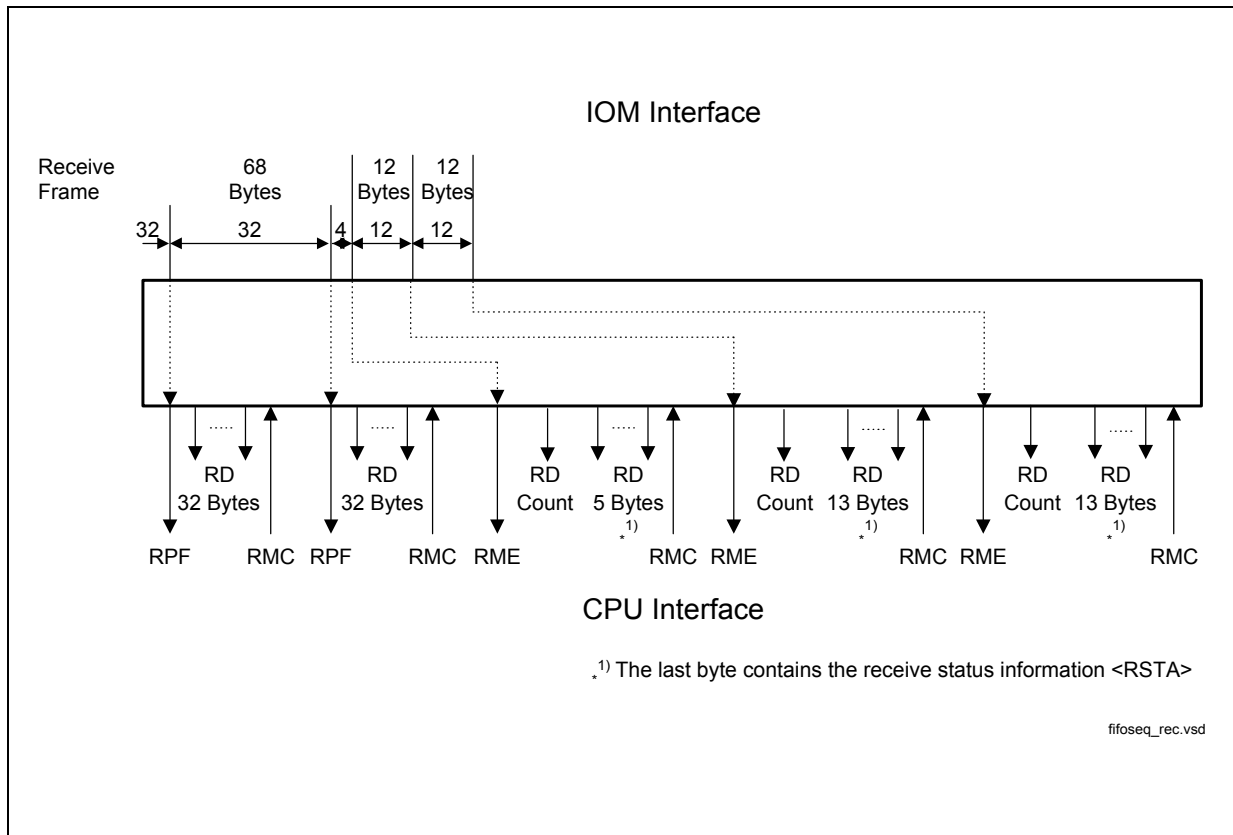 IOM Interface
Receive
Frame
68
Bytes
12
Bytes
12
Bytes
32
32
4
12
12
.....
.....
.....
.....
.....
RD
32 Bytes
RD
32 Bytes
RD
Count
RD
5 Bytes
*1)
RD
Count
RD
13 Bytes
*1)
RD
Count
RD
13 Bytes
*1)
RPF
RMC
RPF
RMC
RME
RMC
RME
RMC
RME
RMC
CPU Interface
*1) The last byte contains the receive status information <RSTA>
fifoseq_rec.vsd